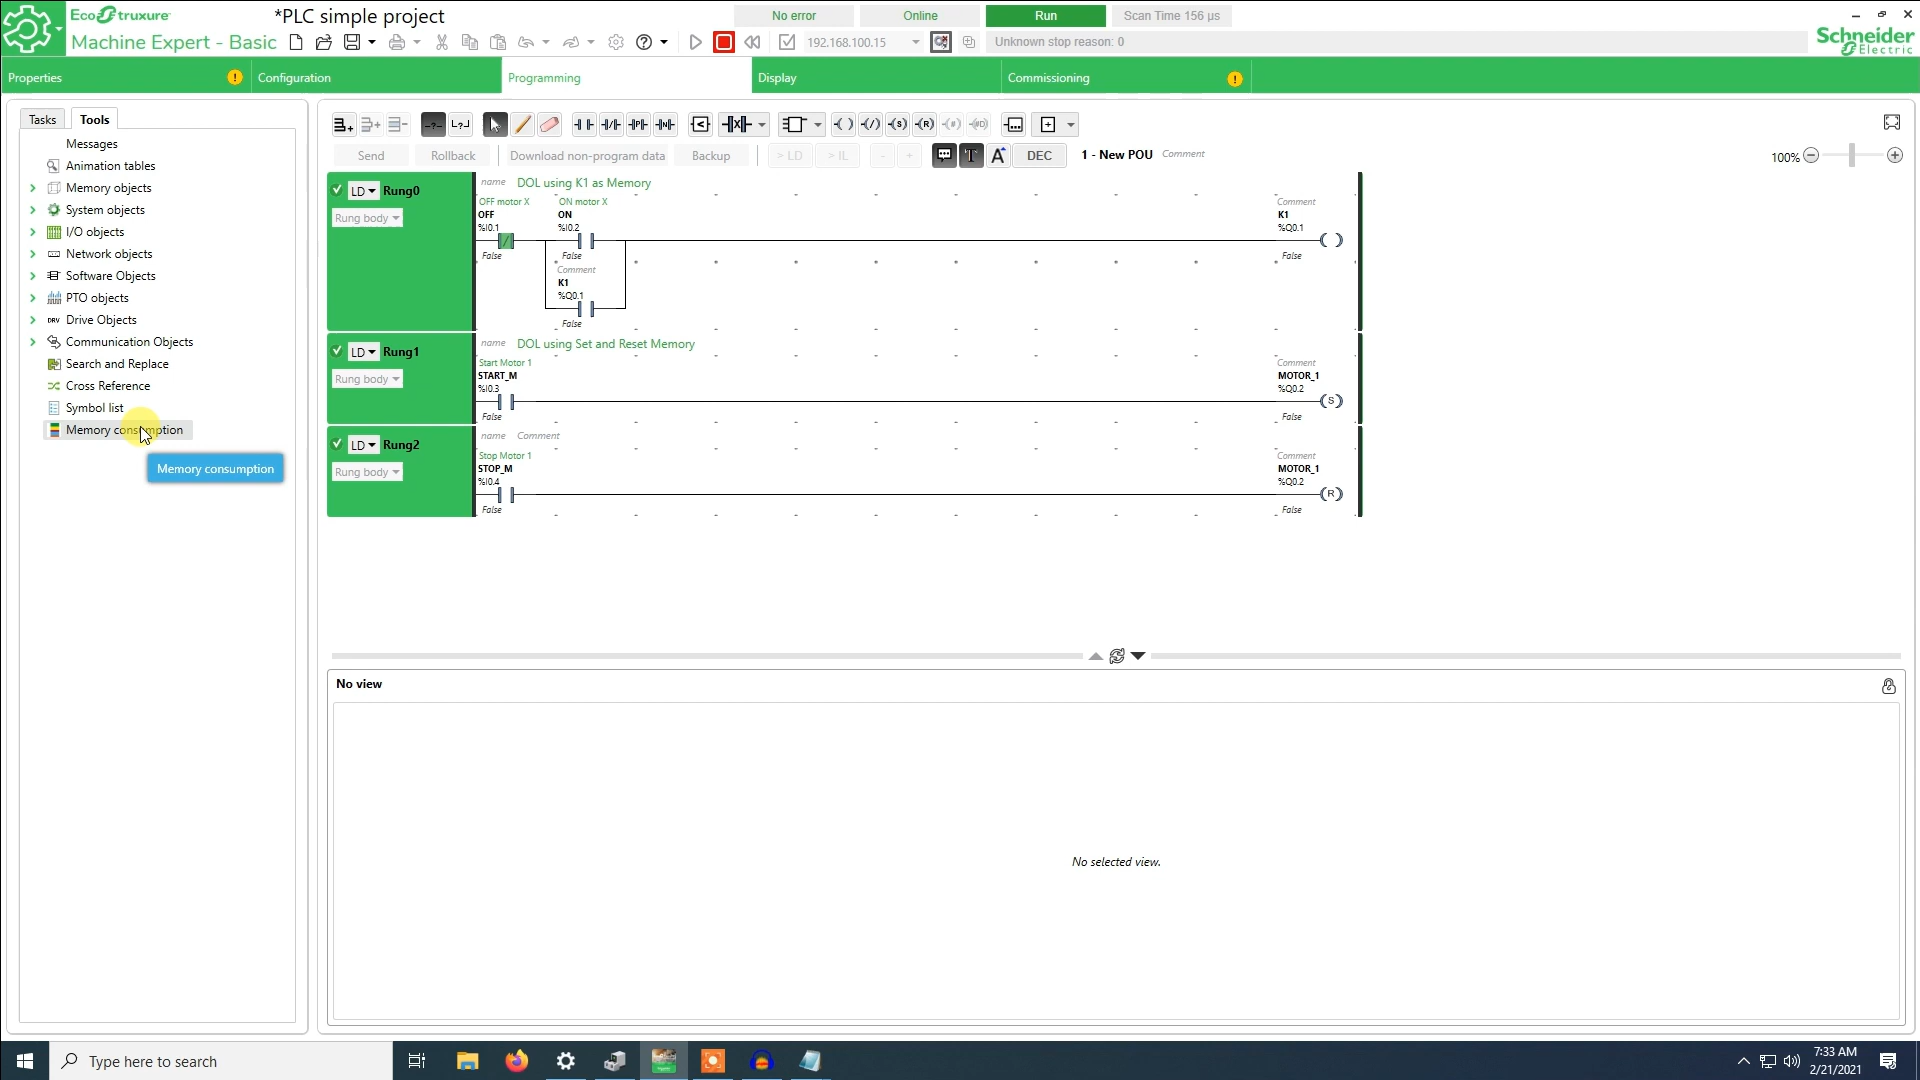 EcoStruxure
Machine Expert - Basic
*PLC simple project
No error
Online
Run
Scan Time 156 µs
192.168.100.15
Unknown stop reason: 0
Schneider
Electric
Properties
Configuration
Programming
Display
Commissioning
Tasks
Tools
Messages
Animation tables
Memory objects
System objects
I/O objects
Network objects
Software Objects
PTO objects
DRV Drive Objects
Communication Objects
Search and Replace
Cross Reference
Symbol list
Memory consumption
Memory consumption
Send
Rollback
Download non-program data
Backup
> LD
> IL
DEC
1 - New POU
Comment
100%
LD
Rung0
Rung body
name
DOL using K1 as Memory
OFF motor X
ON motor X
Comment
OFF
ON
K1
%I0.1
%I0.2
%Q0.1
False
False
False
Comment
K1
%Q0.1
False
LD
Rung1
Rung body
name
DOL using Set and Reset Memory
Start Motor 1
Comment
START_M
MOTOR_1
%I0.3
%Q0.2
S
False
False
LD
Rung2
Rung body
name
Comment
Stop Motor 1
Comment
STOP_M
MOTOR_1
%I0.4
%Q0.2
R
False
False
No view
No selected view.
Type here to search
7:33 AM
2/21/2021